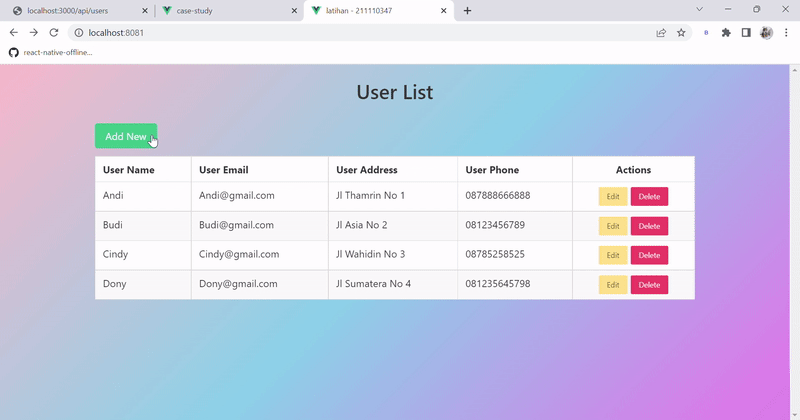 localhost:3000/api/users
case-study
latihan - 211110347
localhost:8081
react-native-offline...
User List
Add New
User Name User Email User Address User Phone Actions
Andi Andi@gmail.com Jl Thamrin No 1 087888666888 Edit Delete
Budi Budi@gmail.com Jl Asia No 2 08123456789 Edit Delete
Cindy Cindy@gmail.com Jl Wahidin No 3 08785258525 Edit Delete
Dony Dony@gmail.com Jl Sumatera No 4 081235645798 Edit Delete